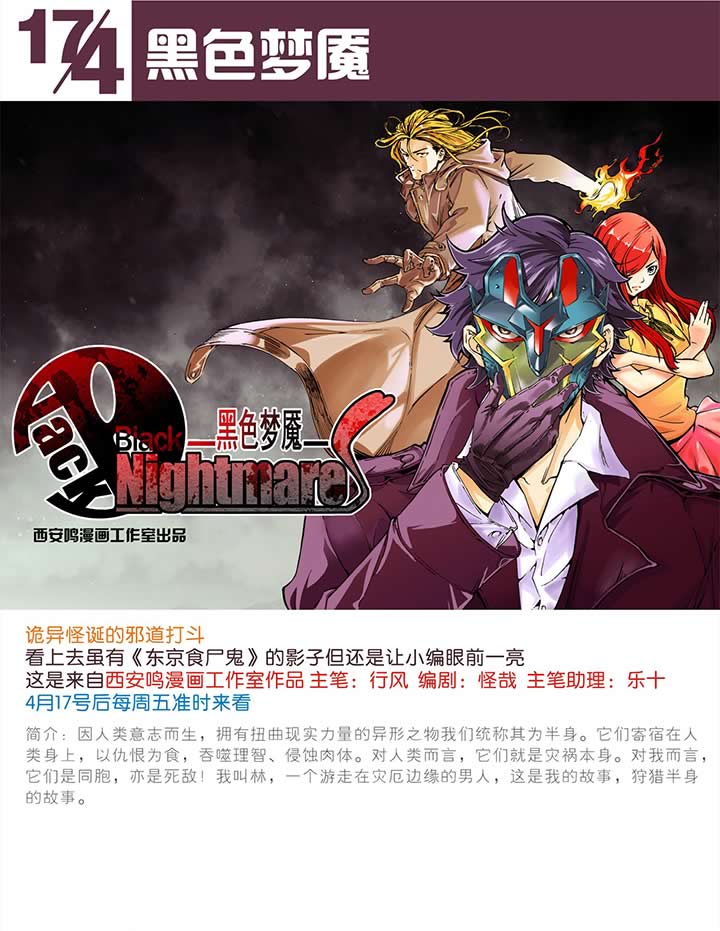 17/4
黑色梦魇
Jack
Black
黑色梦魇
Nightmares
西安鸣漫画工作室出品
诡异怪诞的邪道打斗
看上去虽有《东京食尸鬼》的影子但还是让小编眼前一亮
这是来自西安鸣漫画工作室作品 主笔：行风 编剧：怪哉 主笔助理：乐十
4月17号后每周五准时来看
简介：因人类意志而生，拥有扭曲现实力量的异形之物我们统称其为半身。它们寄宿在人
类身上，以仇恨为食，吞噬理智、侵蚀肉体。对人类而言，它们就是灾祸本身。对我而言，
它们是同胞，亦是死敌！我叫林，一个游走在灾厄边缘的男人，这是我的故事，狩猎半身
的故事。